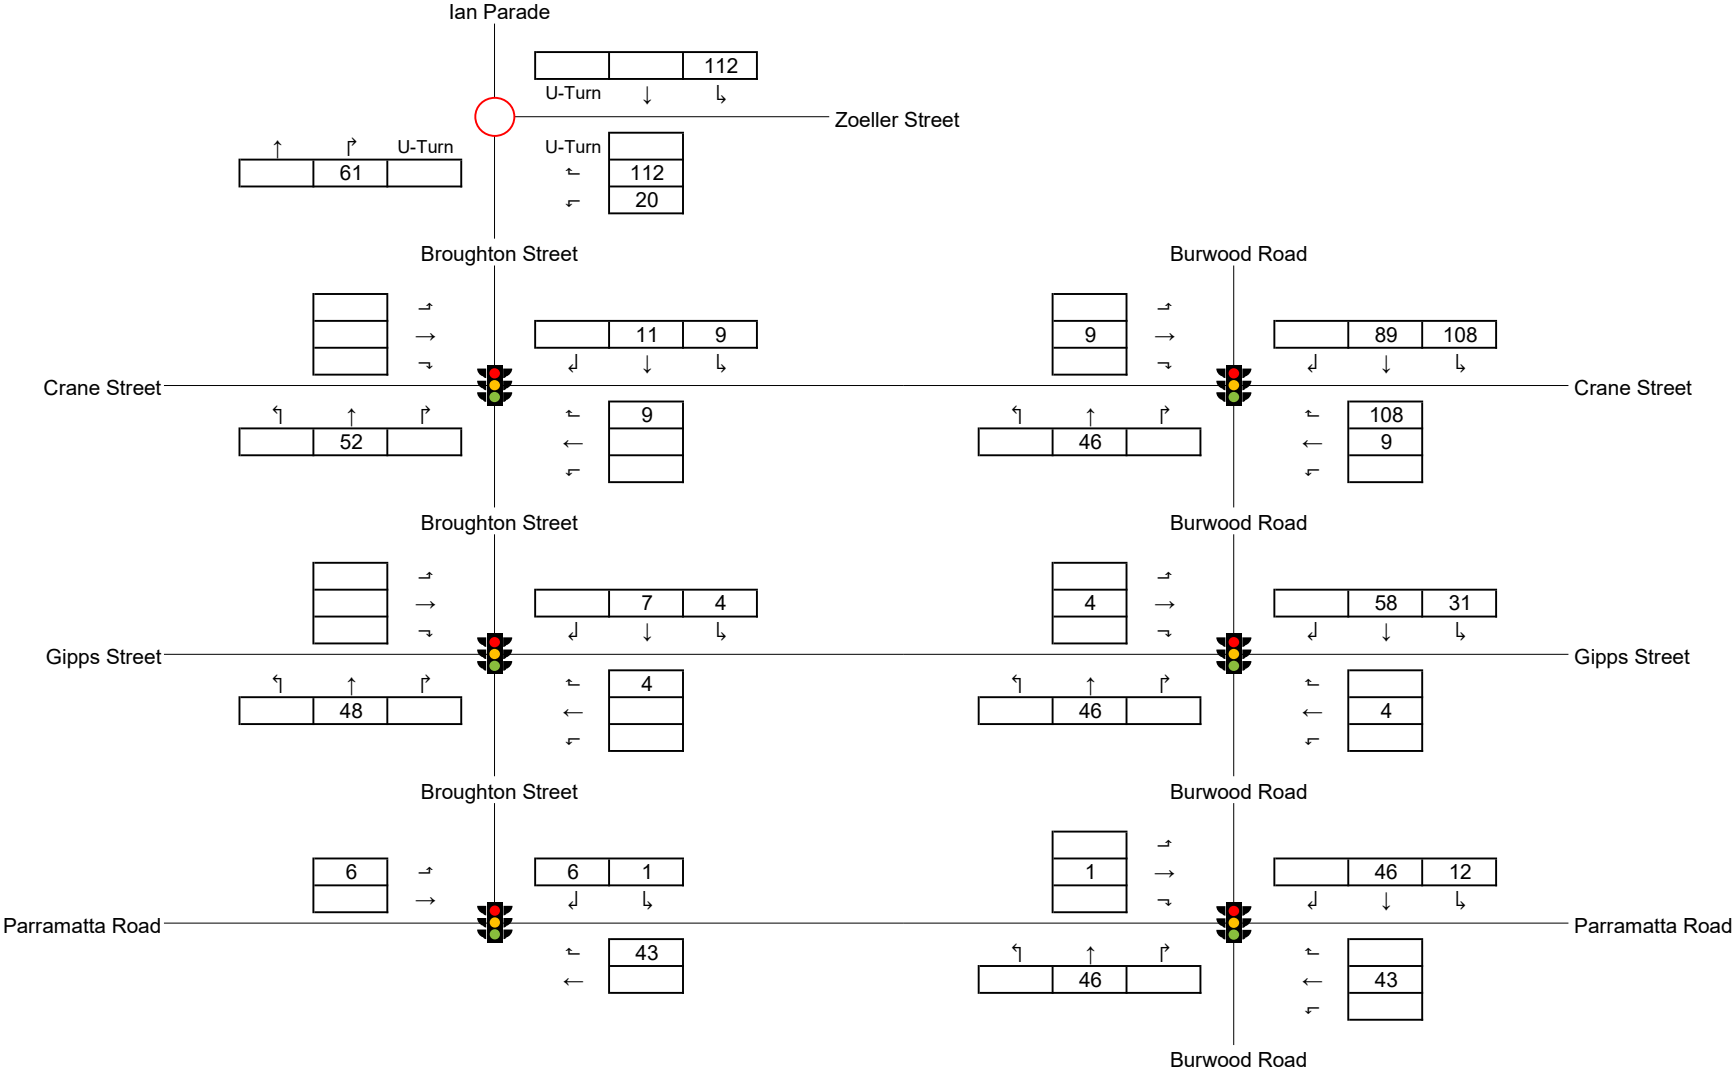 Ian Parade
112
U-Turn ↓ ↳
Zoeller Street
↑ ↱ U-Turn
61
U-Turn
112
20
Broughton Street
Burwood Road
11 9
9
89 108
Crane Street
Crane Street
52
9
46
108
9
Broughton Street
Burwood Road
7 4
4
58 31
Gipps Street
Gipps Street
48
4
46
4
Broughton Street
Burwood Road
6
6 1
1
46 12
Parramatta Road
Parramatta Road
43
46
43
Burwood Road